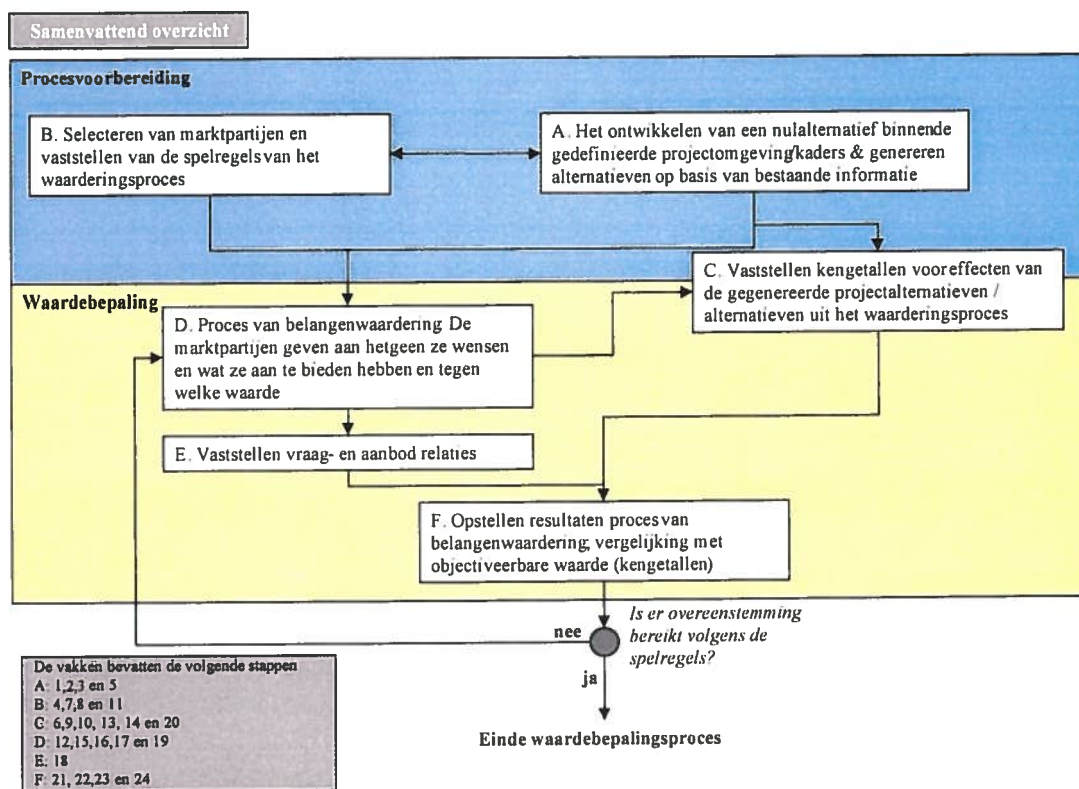 Samenvattend overzicht
Procesvoorbereiding
B. Selecteren van marktpartijen en
vaststellen van de spelregels van het
waarderingsproces
A. Het ontwikkelen van een nulalternatief binnende
gedefinieerde projectomgeving/kaders & genereren
alternatieven op basis van bestaande informatie
C. Vaststellen kengetallen vooreffecten van
de gegenereerde projectalternatieven /
alternatieven uit het waarderingsproces
Waardebepaling
D. Proces van belangenwaardering. De
marktpartijen geven aan hetgeen ze wensen
en wat ze aan te bieden hebben en tegen
welke waarde
E. Vaststellen vraag- en aanbod relaties
F. Opstellen resultaten proces van
belangenwaardering, vergelijking met
objectiveerbare waarde (kengetallen)
Is er overeenstemming
bereikt volgens de
spelregels?
nee
ja
Einde waardebepalingsproces
De vakken bevatten de volgende stappen
A: 1,2,3 en 5
B: 4,7,8 en 11
C: 6,9,10, 13, 14 en 20
D: 12,15,16,17 en 19
E: 18
F: 21, 22,23 en 24